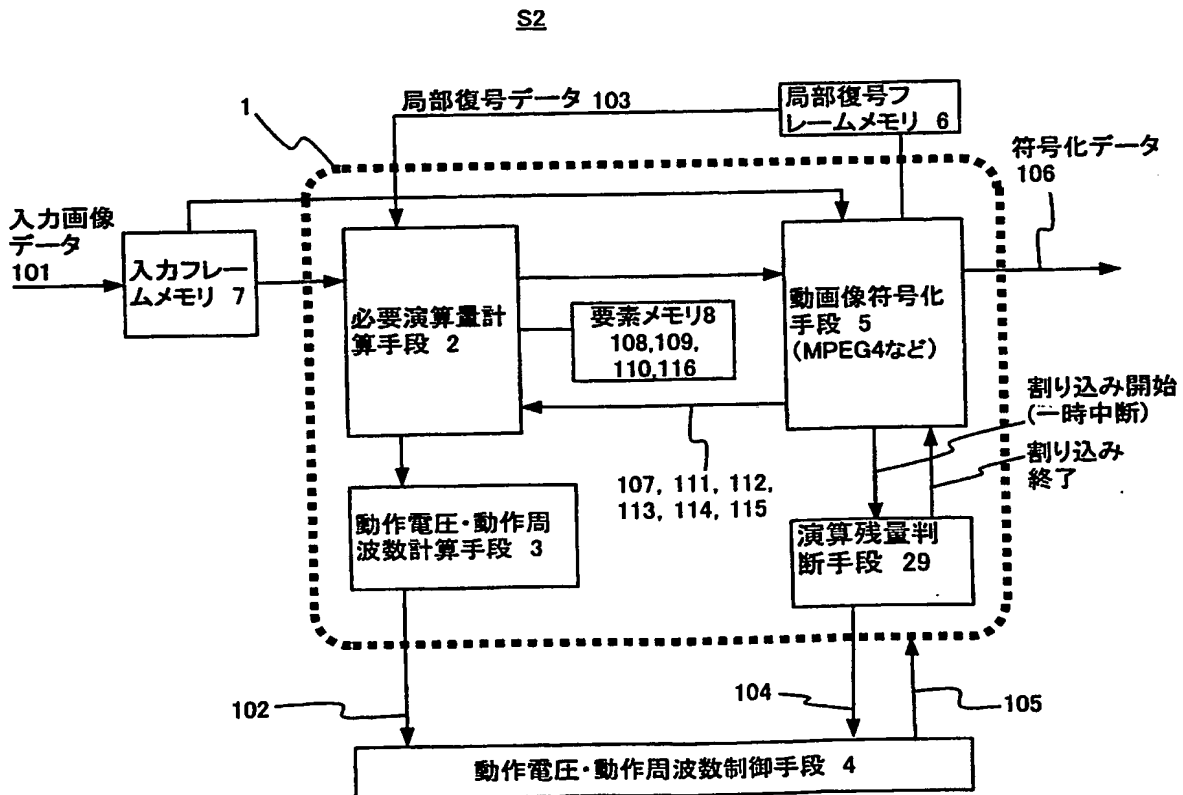 S2
1
局部復号データ 103
局部復号フ
レームメモリ 6
符号化データ
106
入力画像
データ
101
入力フレー
ムメモリ 7
必要演算量計
算手段 2
要素メモリ8
108,109,
110,116
動画像符号化
手段 5
(MPEG4など)
割り込み開始
(一時中断)
割り込み
終了
107, 111, 112,
113, 114, 115
動作電圧・動作周
波数計算手段 3
演算残量判
断手段 29
102
104
105
動作電圧・動作周波数制御手段 4